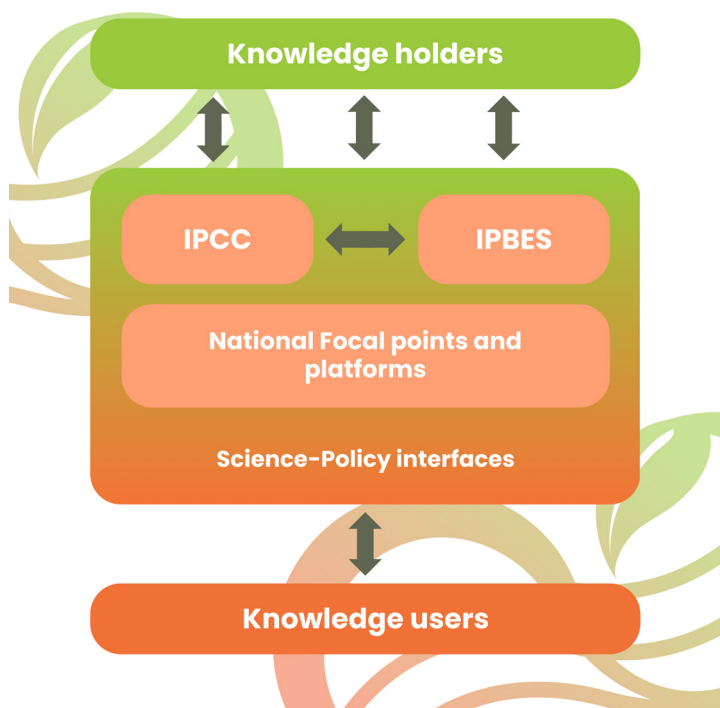 Knowledge holders
IPCC
IPBES
National Focal points and
platforms
Science-Policy interfaces
Knowledge users